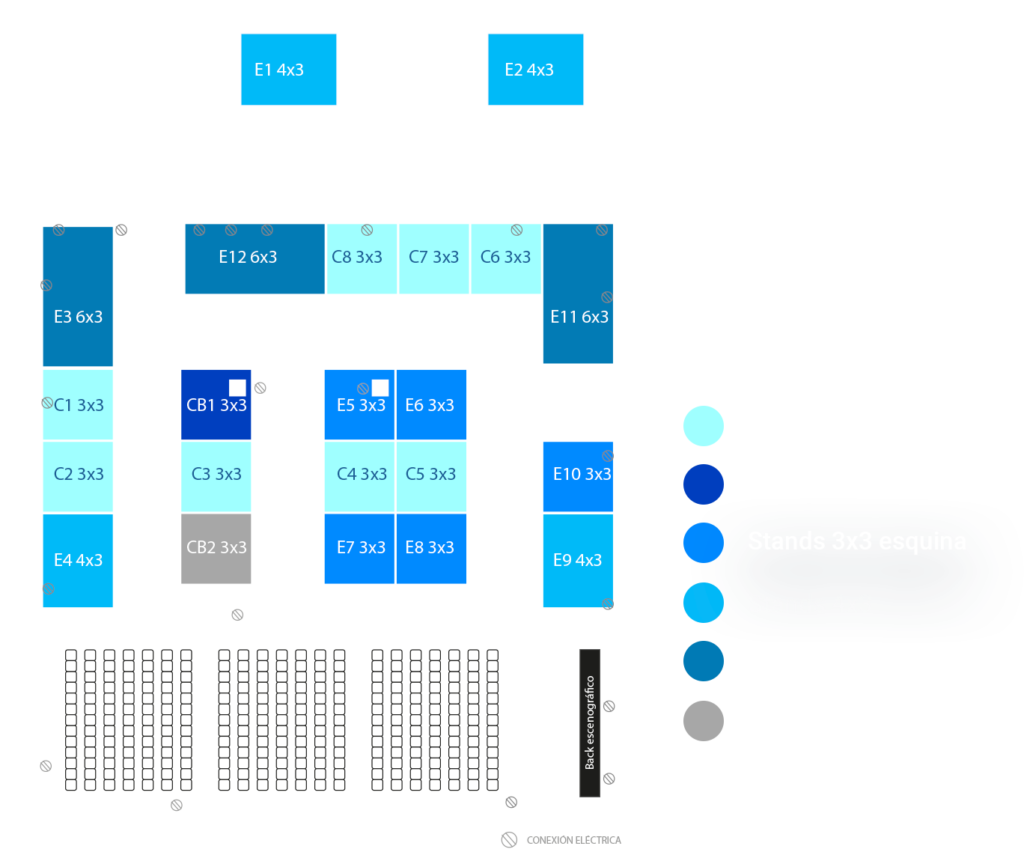 E1 4x3
E2 4x3
E12 6x3
C8 3x3
C7 3x3
C6 3x3
E3 6x3
E11 6x3
C1 3x3
CB1 3x3
E5 3x3
E6 3x3
C2 3x3
C3 3x3
C4 3x3
C5 3x3
E10 3x3
Stands 3x3 esquina
E4 4x3
CB2 3x3
E7 3x3
E8 3x3
E9 4x3
Back escenográfico
CONEXIÓN ELÉCTRICA